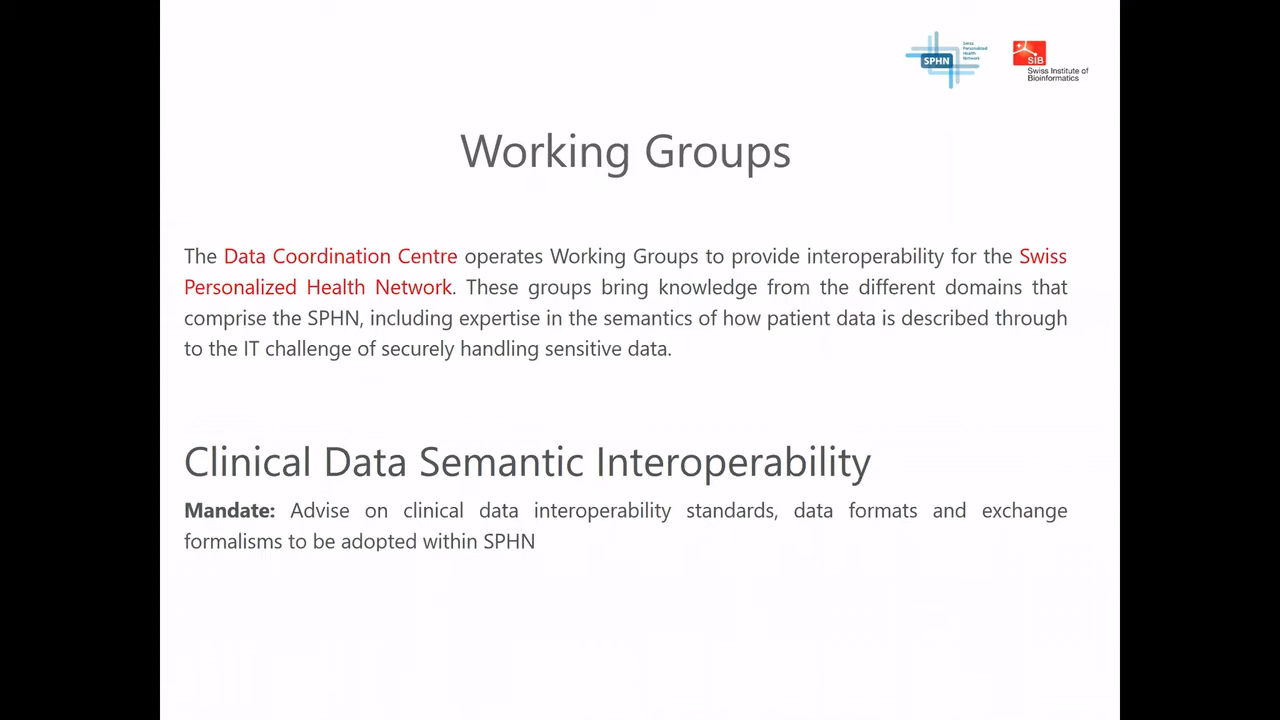 SPHN
Swiss
Personalized
Health
Network
SIB
Swiss Institute of
Bioinformatics
Working Groups
The Data Coordination Centre operates Working Groups to provide interoperability for the Swiss
Personalized Health Network. These groups bring knowledge from the different domains that
comprise the SPHN, including expertise in the semantics of how patient data is described through
to the IT challenge of securely handling sensitive data.
Clinical Data Semantic Interoperability
Mandate: Advise on clinical data interoperability standards, data formats and exchange
formalisms to be adopted within SPHN